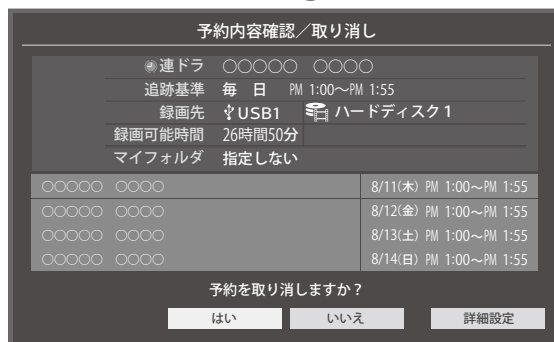 予約内容確認／取り消し
連ドラ ○○○○○ ○○○○
追跡基準 毎 日 PM 1:00～PM 1:55
録画先 USB1 ハードディスク1
録画可能時間 26時間50分
マイフォルダ 指定しない
○○○○○ ○○○○ 8/11(木) PM 1:00～PM 1:55
○○○○○ ○○○○ 8/12(金) PM 1:00～PM 1:55
○○○○○ ○○○○ 8/13(土) PM 1:00～PM 1:55
○○○○○ ○○○○ 8/14(日) PM 1:00～PM 1:55
予約を取り消しますか？
はい いいえ 詳細設定